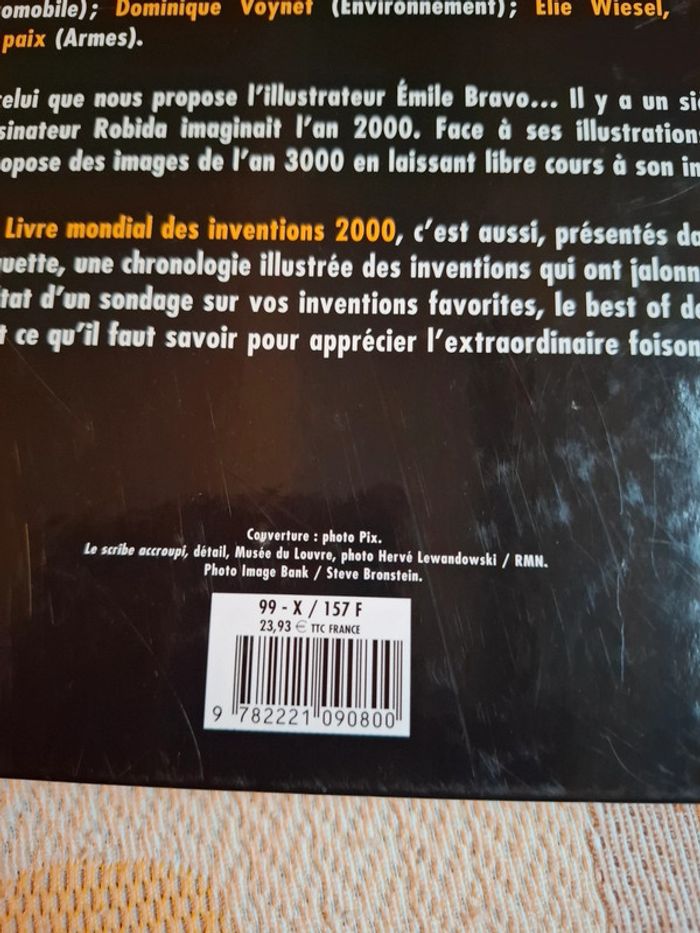 omobile); Dominique Voynet (Environnement); Elie Wiesel,
paix (Armes).
celui que nous propose l'illustrateur Émile Bravo... Il y a un si
sinateur Robida imaginait l'an 2000. Face à ses illustration
opose des images de l'an 3000 en laissant libre cours à son in
Livre mondial des inventions 2000, c'est aussi, présentés da
uette, une chronologie illustrée des inventions qui ont jalonn
tat d'un sondage sur vos inventions favorites, le best of de
t ce qu'il faut savoir pour apprécier l'extraordinaire foison
Couverture : photo Pix.
Le scribe accroupi, détail, Musée du Louvre, photo Hervé Lewandowski / RMN.
Photo Image Bank / Steve Bronstein.
99 - X / 157 F
23,93 € TTC FRANCE
9 782221 090800